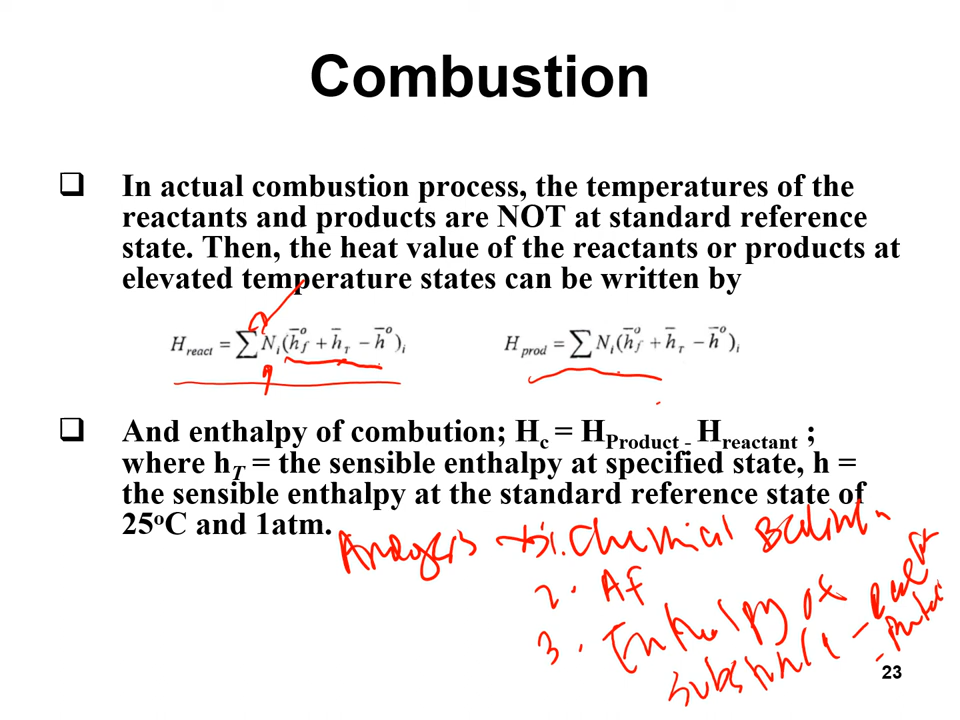 Combustion
❑ In actual combustion process, the temperatures of the
reactants and products are NOT at standard reference
state. Then, the heat value of the reactants or products at
elevated temperature states can be written by
H_react = ∑ N_i(h̄_f° + h̄_T − h̄°)_i    H_prod = ∑ N_i(h̄_f° + h̄_T − h̄°)_i
❑ And enthalpy of combution; H_c = H_Product - H_reactant ;
where h_T = the sensible enthalpy at specified state, h =
the sensible enthalpy at the standard reference state of
25°C and 1atm.
1. Chemical
2. AF
3. Enthalpy of
23